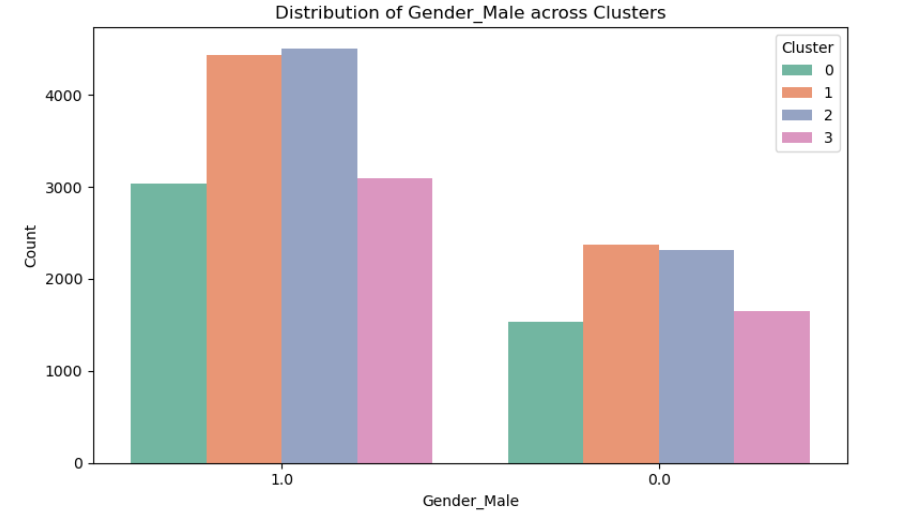 Distribution of Gender_Male across Clusters
Cluster
0
1
2
3
4000
3000
2000
1000
0
Count
1.0
0.0
Gender_Male